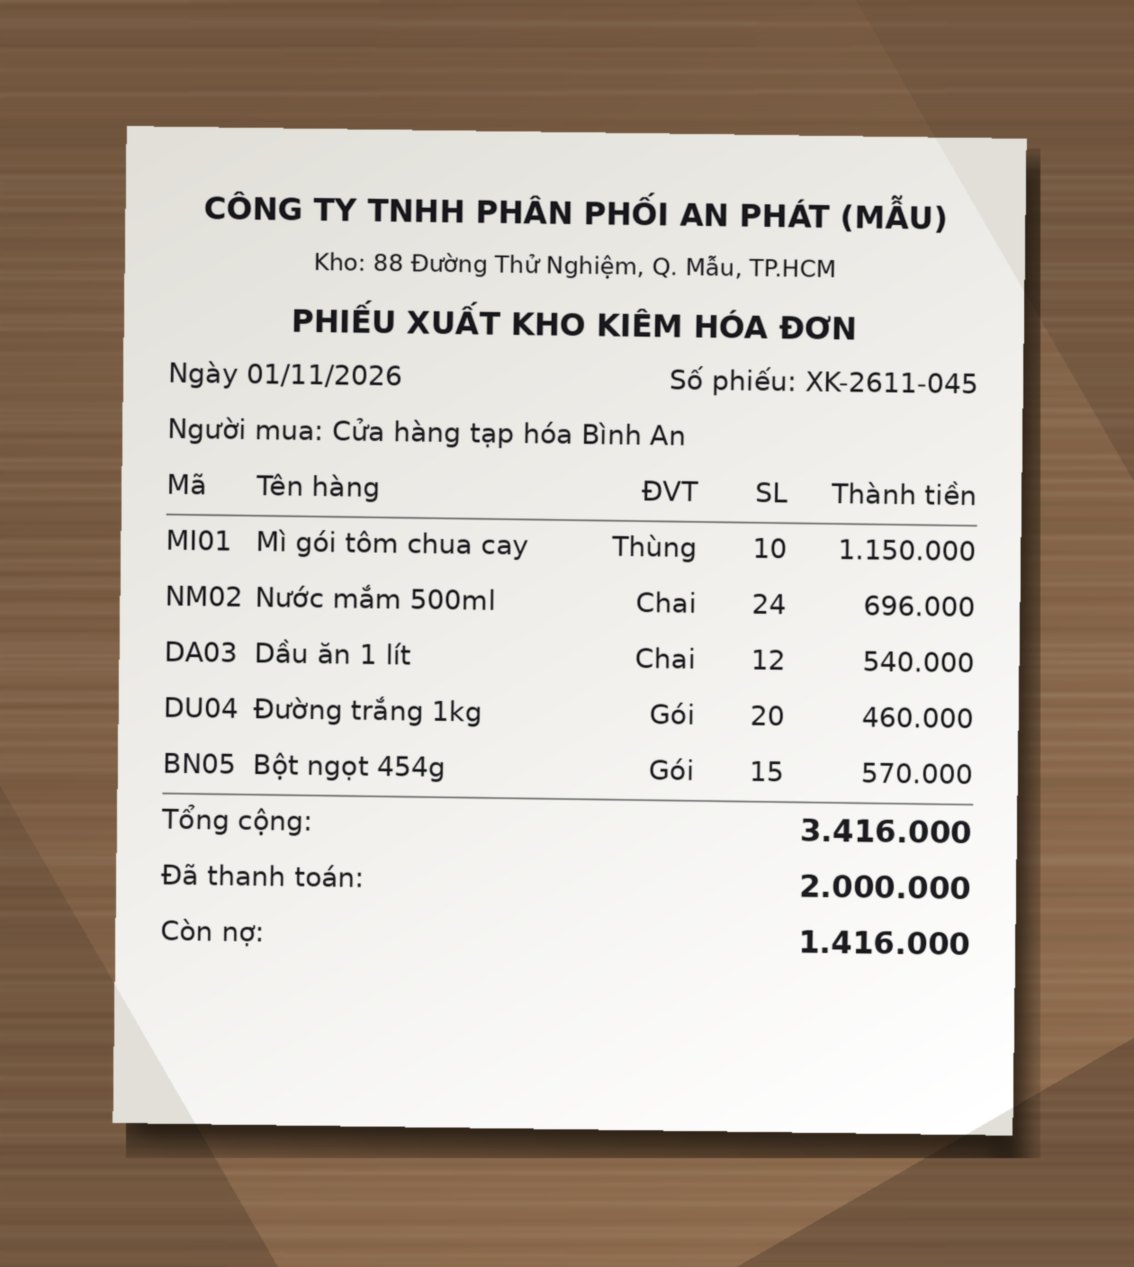 CÔNG TY TNHH PHÂN PHỐI AN PHÁT (MẪU)
Kho: 88 Đường Thử Nghiệm, Q. Mẫu, TP.HCM
PHIẾU XUẤT KHO KIÊM HÓA ĐƠN
Ngày 01/11/2026 Số phiếu: XK-2611-045
Người mua: Cửa hàng tạp hóa Bình An
Mã Tên hàng ĐVT SL Thành tiền
MI01 Mì gói tôm chua cay Thùng 10 1.150.000
NM02 Nước mắm 500ml Chai 24 696.000
DA03 Dầu ăn 1 lít Chai 12 540.000
DU04 Đường trắng 1kg Gói 20 460.000
BN05 Bột ngọt 454g Gói 15 570.000
Tổng cộng: 3.416.000
Đã thanh toán: 2.000.000
Còn nợ: 1.416.000